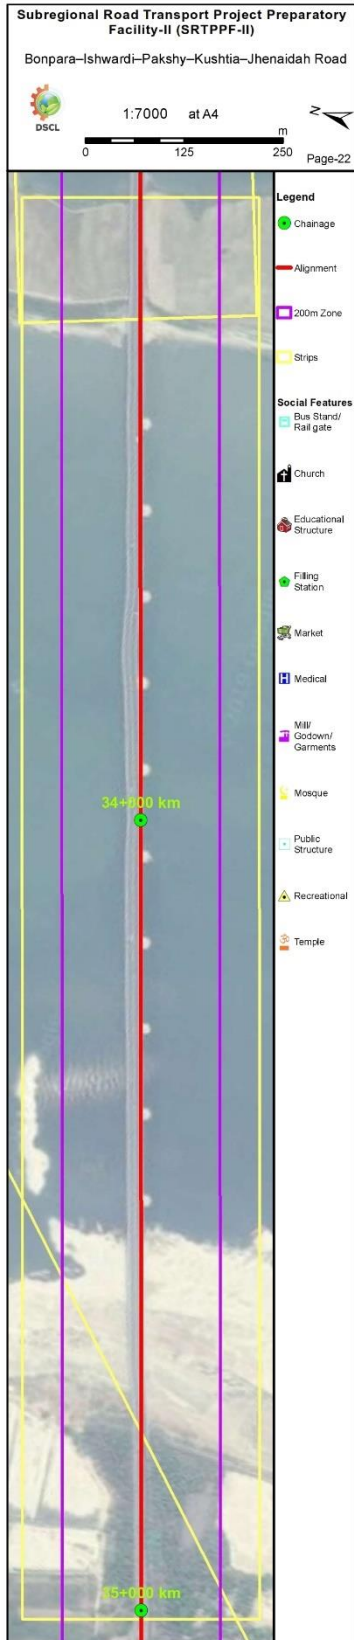 Subregional Road Transport Project Preparatory
Facility-II (SRTPPF-II)
Bonpara–Ishwardi–Pakshy–Kushtia–Jhenaidah Road
DSCL
1:7000 at A4
N
m
0 125 250
Page-22
Legend
Chainage
Alignment
200m Zone
Strips
Social Features
Bus Stand/
Rail gate
Church
Educational
Structure
Filling
Station
Market
H Medical
Mill/
Godown/
Garments
Mosque
Public
Structure
Recreational
Temple
34+000 km
35+000 km